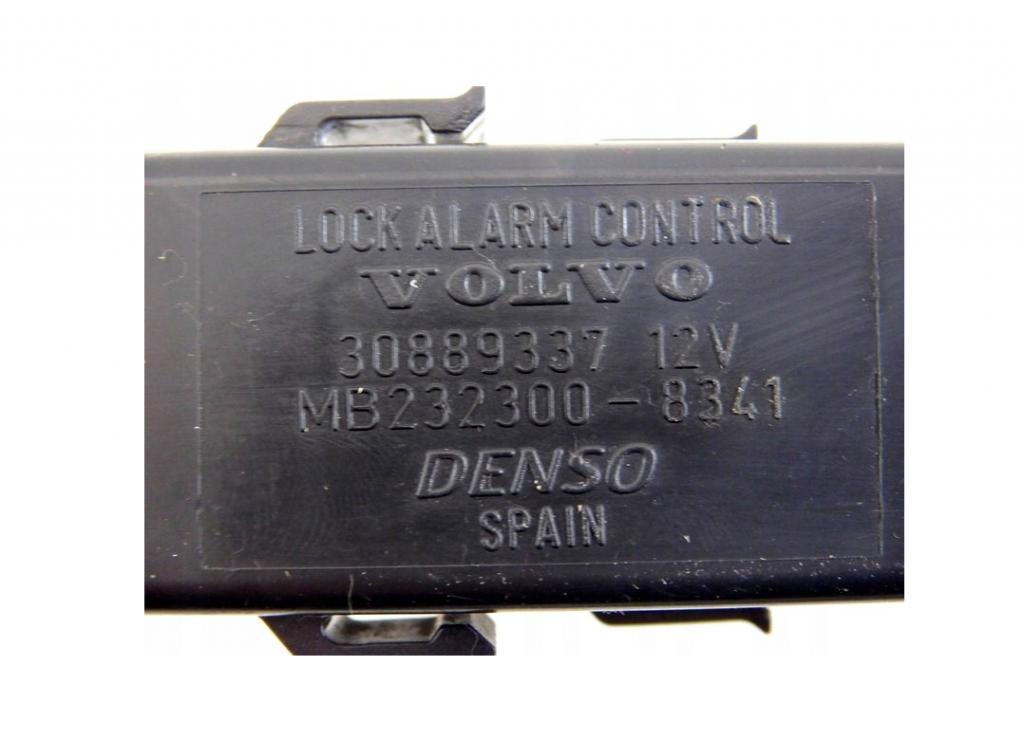 LOCK ALARM CONTROL
VOLVO
30889337 12V
MB232300-8341
DENSO
SPAIN